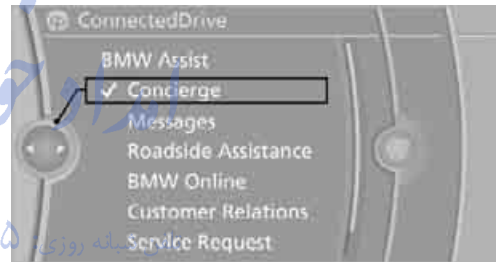 ConnectedDrive
BMW Assist
✓ Concierge
Messages
Roadside Assistance
BMW Online
Customer Relations
Service Request